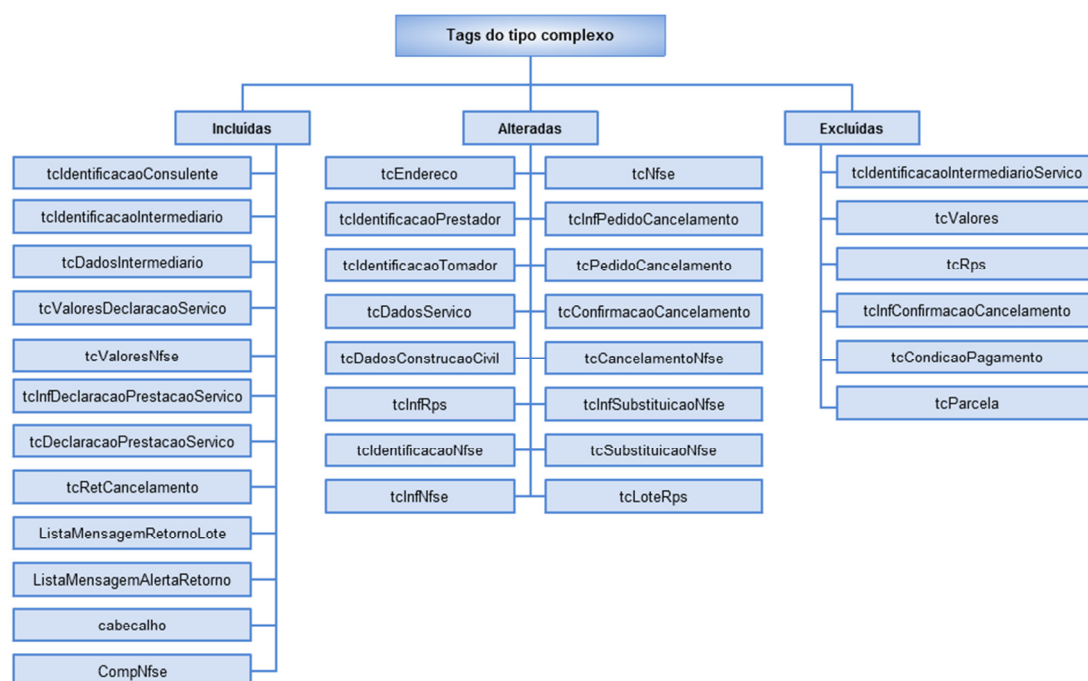 Tags do tipo complexo
Incluídas
Alteradas
Excluídas
tcIdentificacaoConsulente
tcIdentificacaoIntermediario
tcDadosIntermediario
tcValoresDeclaracaoServico
tcValoresNfse
tcInfDeclaracaoPrestacaoServico
tcDeclaracaoPrestacaoServico
tcRetCancelamento
ListaMensagemRetornoLote
ListaMensagemAlertaRetorno
cabecalho
CompNfse
tcEndereco
tcIdentificacaoPrestador
tcIdentificacaoTomador
tcDadosServico
tcDadosConstrucaoCivil
tcInfRps
tcIdentificacaoNfse
tcInfNfse
tcNfse
tcInfPedidoCancelamento
tcPedidoCancelamento
tcConfirmacaoCancelamento
tcCancelamentoNfse
tcInfSubstituicaoNfse
tcSubstituicaoNfse
tcLoteRps
tcIdentificacaoIntermediarioServico
tcValores
tcRps
tcInfConfirmacaoCancelamento
tcCondicaoPagamento
tcParcela